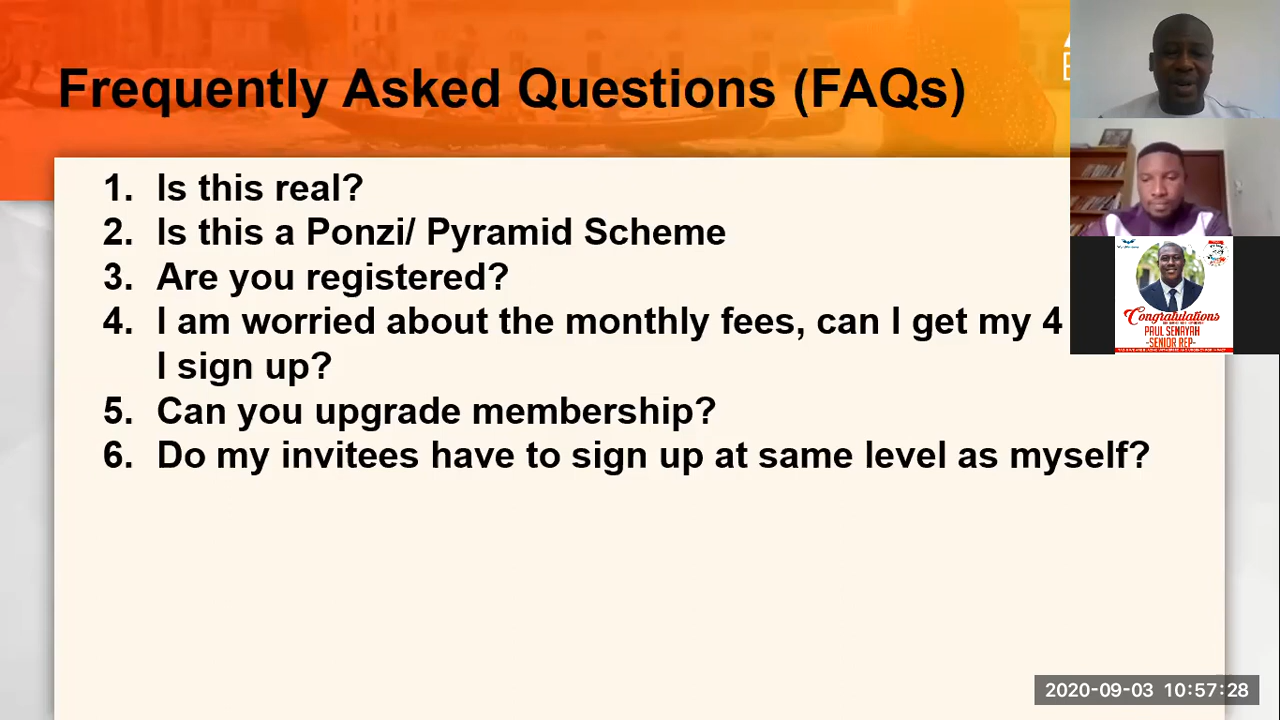 Frequently Asked Questions (FAQs)
1. Is this real?
2. Is this a Ponzi/ Pyramid Scheme
3. Are you registered?
4. I am worried about the monthly fees, can I get my 4
I sign up?
5. Can you upgrade membership?
6. Do my invitees have to sign up at same level as myself?
Congratulations
PAUL SENAYAH
-SENIOR REP-
2020-09-03 10:57:28